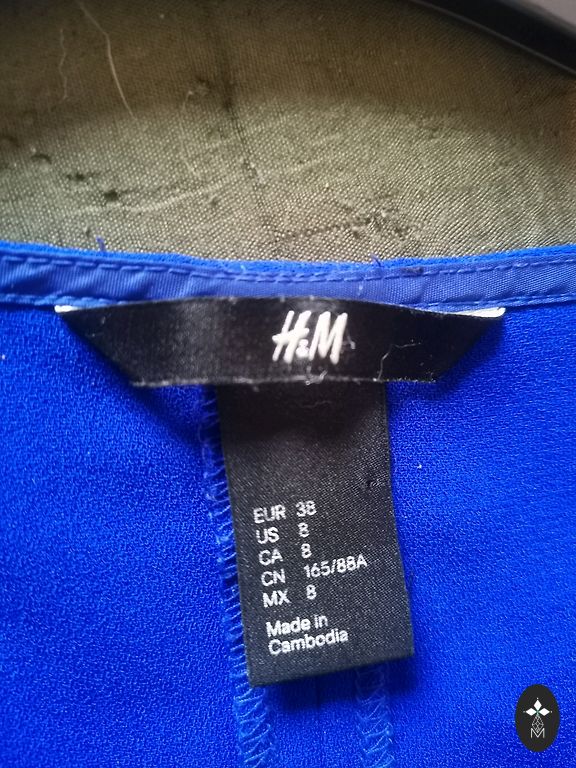 H&M
EUR 38
US 8
CA 8
CN 165/88A
MX 8
Made in
Cambodia